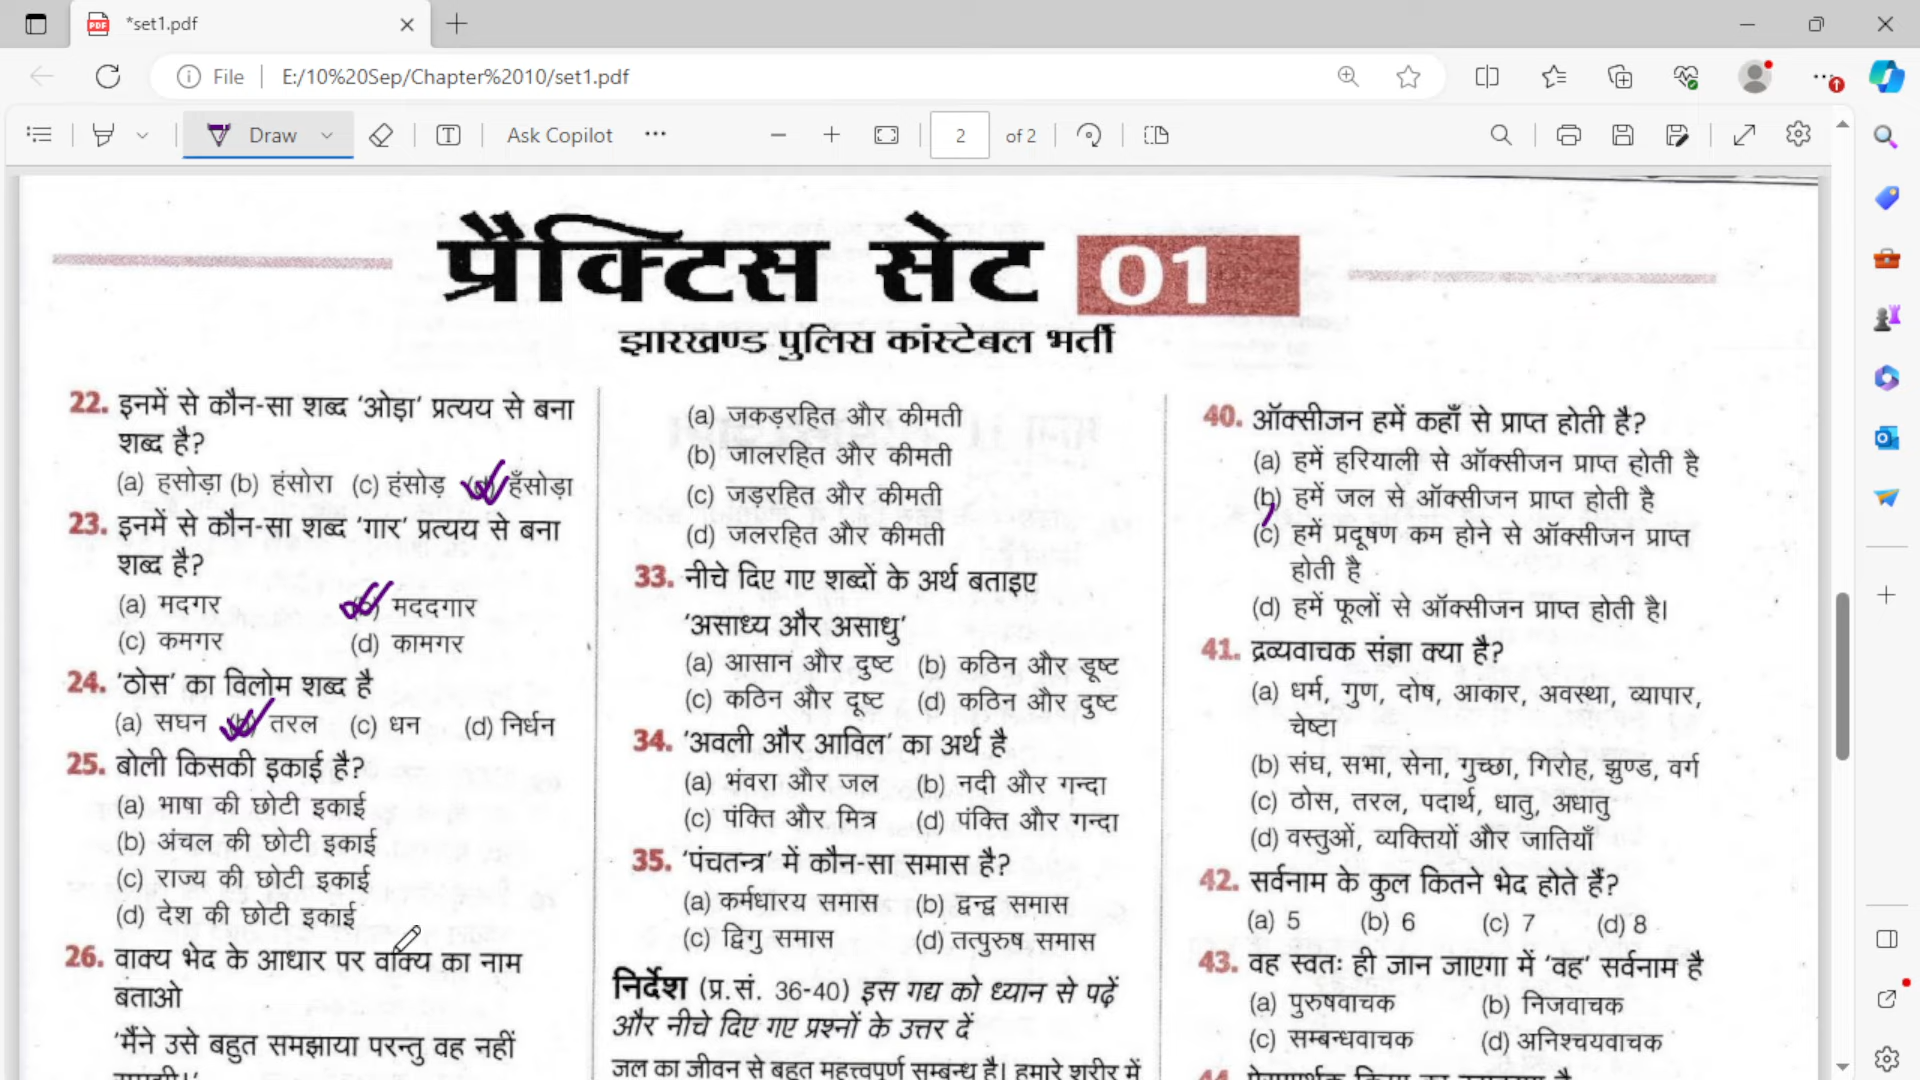 *set1.pdf
File
E:/10%20Sep/Chapter%2010/set1.pdf
Draw
Ask Copilot
2
of 2
प्रैक्टिस सेट 01
झारखण्ड पुलिस कांस्टेबल भर्ती
22. इनमें से कौन-सा शब्द 'ओड़ा' प्रत्यय से बना
शब्द है?
(a) हसोड़ा (b) हंसोरा (c) हंसोड़ (d) हँसोड़ा
23. इनमें से कौन-सा शब्द 'गार' प्रत्यय से बना
शब्द है?
(a) मदगर (b) मददगार
(c) कमगर (d) कामगर
24. 'ठोस' का विलोम शब्द है
(a) सघन (b) तरल (c) धन (d) निर्धन
25. बोली किसकी इकाई है?
(a) भाषा की छोटी इकाई
(b) अंचल की छोटी इकाई
(c) राज्य की छोटी इकाई
(d) देश की छोटी इकाई
26. वाक्य भेद के आधार पर वाक्य का नाम
बताओ
'मैंने उसे बहुत समझाया परन्तु वह नहीं
(a) जकड़रहित और कीमती
(b) जालरहित और कीमती
(c) जड़रहित और कीमती
(d) जलरहित और कीमती
33. नीचे दिए गए शब्दों के अर्थ बताइए
'असाध्य और असाधु'
(a) आसान और दुष्ट (b) कठिन और डूष्ट
(c) कठिन और दूष्ट (d) कठिन और दुष्ट
34. 'अवली और आविल' का अर्थ है
(a) भंवरा और जल (b) नदी और गन्दा
(c) पंक्ति और मित्र (d) पंक्ति और गन्दा
35. 'पंचतन्त्र' में कौन-सा समास है?
(a) कर्मधारय समास (b) द्वन्द्व समास
(c) द्विगु समास (d) तत्पुरुष समास
निर्देश (प्र.सं. 36-40) इस गद्य को ध्यान से पढ़ें
और नीचे दिए गए प्रश्नों के उत्तर दें
जल का जीवन से बहुत महत्त्वपूर्ण सम्बन्ध है। हमारे शरीर में
40. ऑक्सीजन हमें कहाँ से प्राप्त होती है?
(a) हमें हरियाली से ऑक्सीजन प्राप्त होती है
(b) हमें जल से ऑक्सीजन प्राप्त होती है
(c) हमें प्रदूषण कम होने से ऑक्सीजन प्राप्त
होती है
(d) हमें फूलों से ऑक्सीजन प्राप्त होती है।
41. द्रव्यवाचक संज्ञा क्या है?
(a) धर्म, गुण, दोष, आकार, अवस्था, व्यापार,
चेष्टा
(b) संघ, सभा, सेना, गुच्छा, गिरोह, झुण्ड, वर्ग
(c) ठोस, तरल, पदार्थ, धातु, अधातु
(d) वस्तुओं, व्यक्तियों और जातियाँ
42. सर्वनाम के कुल कितने भेद होते हैं?
(a) 5 (b) 6 (c) 7 (d) 8
43. वह स्वतः ही जान जाएगा में 'वह' सर्वनाम है
(a) पुरुषवाचक (b) निजवाचक
(c) सम्बन्धवाचक (d) अनिश्चयवाचक